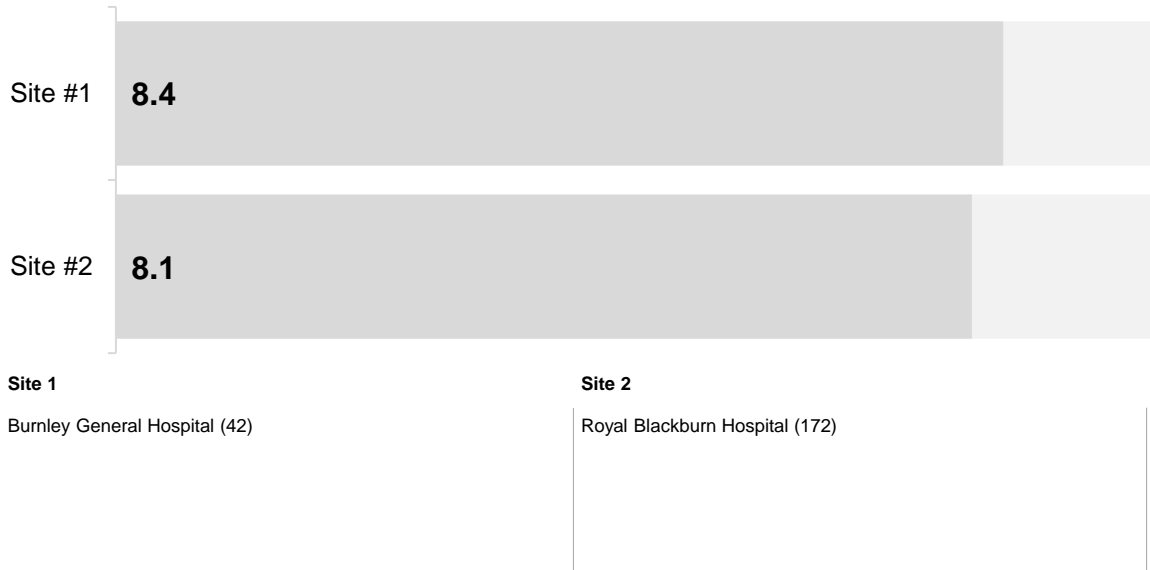 Site #1
8.4
Site #2
8.1
Site 1
Site 2
Burnley General Hospital (42)
Royal Blackburn Hospital (172)